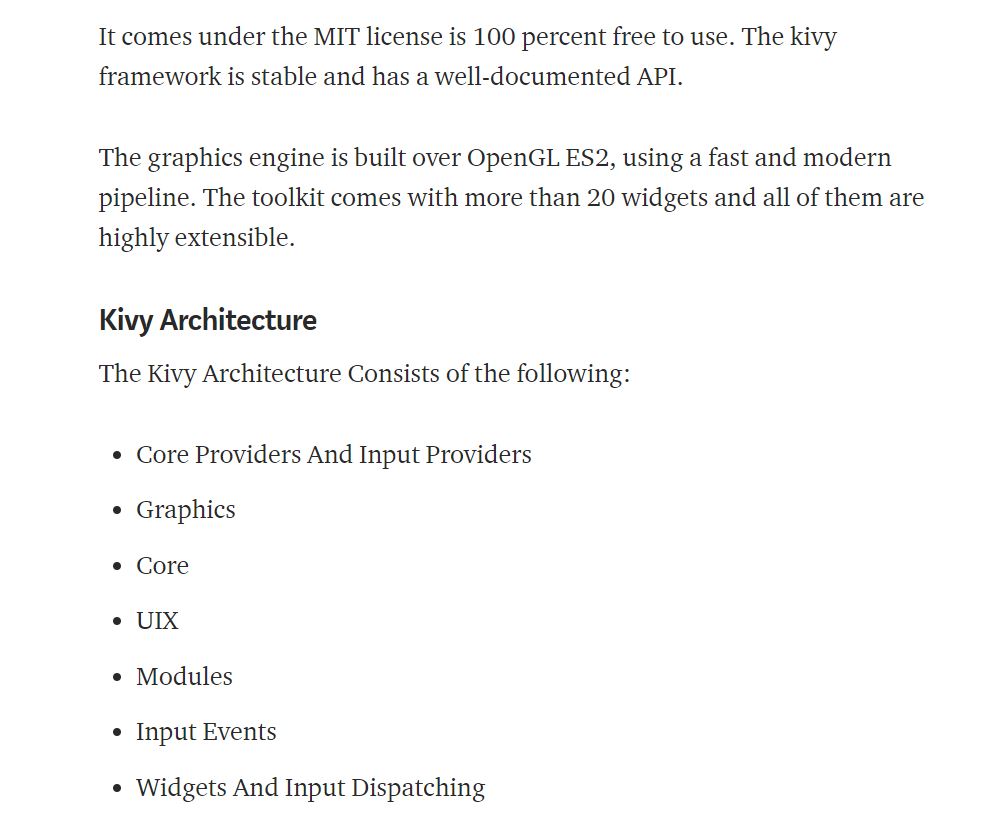 It comes under the MIT license is 100 percent free to use. The kivy
framework is stable and has a well-documented API.
The graphics engine is built over OpenGL ES2, using a fast and modern
pipeline. The toolkit comes with more than 20 widgets and all of them are
highly extensible.
Kivy Architecture
The Kivy Architecture Consists of the following:
• Core Providers And Input Providers
• Graphics
• Core
• UIX
• Modules
• Input Events
• Widgets And Input Dispatching